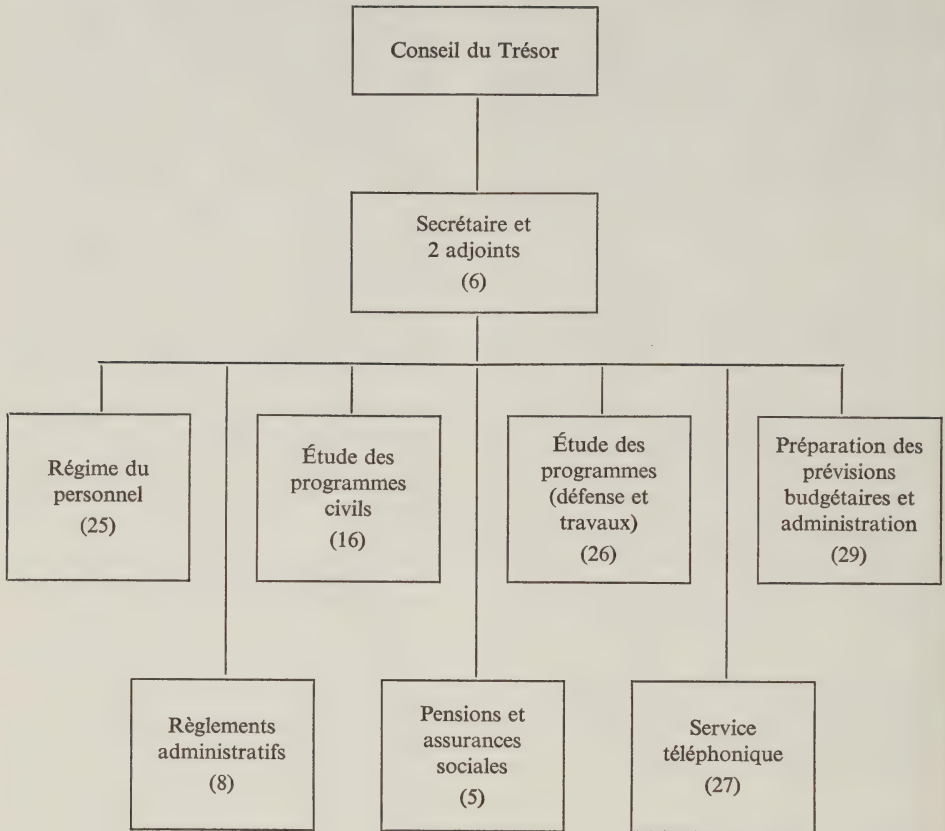 Conseil du Trésor
Secrétaire et
2 adjoints
(6)
Régime du
personnel
(25)
Étude des
programmes
civils
(16)
Étude des
programmes
(défense et
travaux)
(26)
Préparation des
prévisions
budgétaires et
administration
(29)
Règlements
administratifs
(8)
Pensions et
assurances
sociales
(5)
Service
téléphonique
(27)